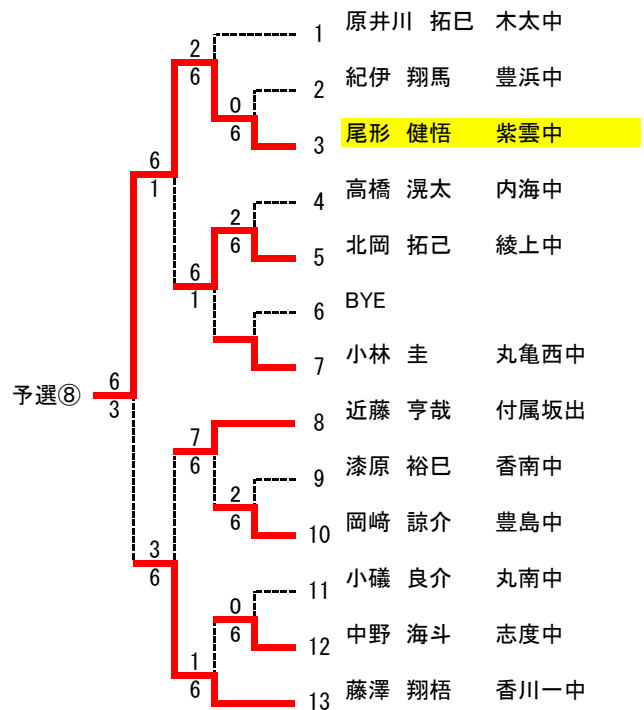 1 原井川 拓巳 木太中
2
6
2 紀伊 翔馬 豊浜中
0
6
3 尾形 健悟 紫雲中
6
1
4 高橋 滉太 内海中
2
6
5 北岡 拓己 綾上中
6
1
6 BYE
7 小林 圭 丸亀西中
予選⑧
6
3
8 近藤 亨哉 付属坂出
7
6
9 漆原 裕巳 香南中
2
6
10 岡﨑 諒介 豊島中
3
6
11 小礒 良介 丸南中
0
6
12 中野 海斗 志度中
1
6
13 藤澤 翔梧 香川一中